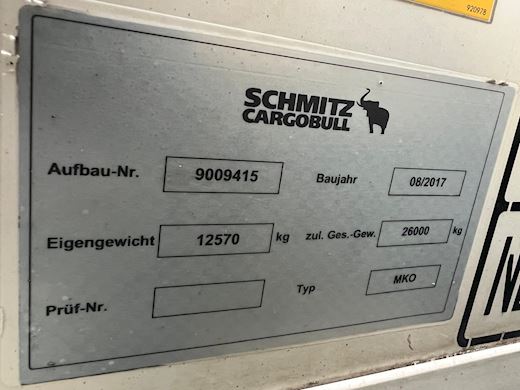 920978
SCHMITZ
CARGOBULL
Aufbau-Nr. 9009415 Baujahr 08/2017
Eigengewicht 12570 kg zul. Ges.-Gew. 26000 kg
Prüf-Nr. Typ MKO